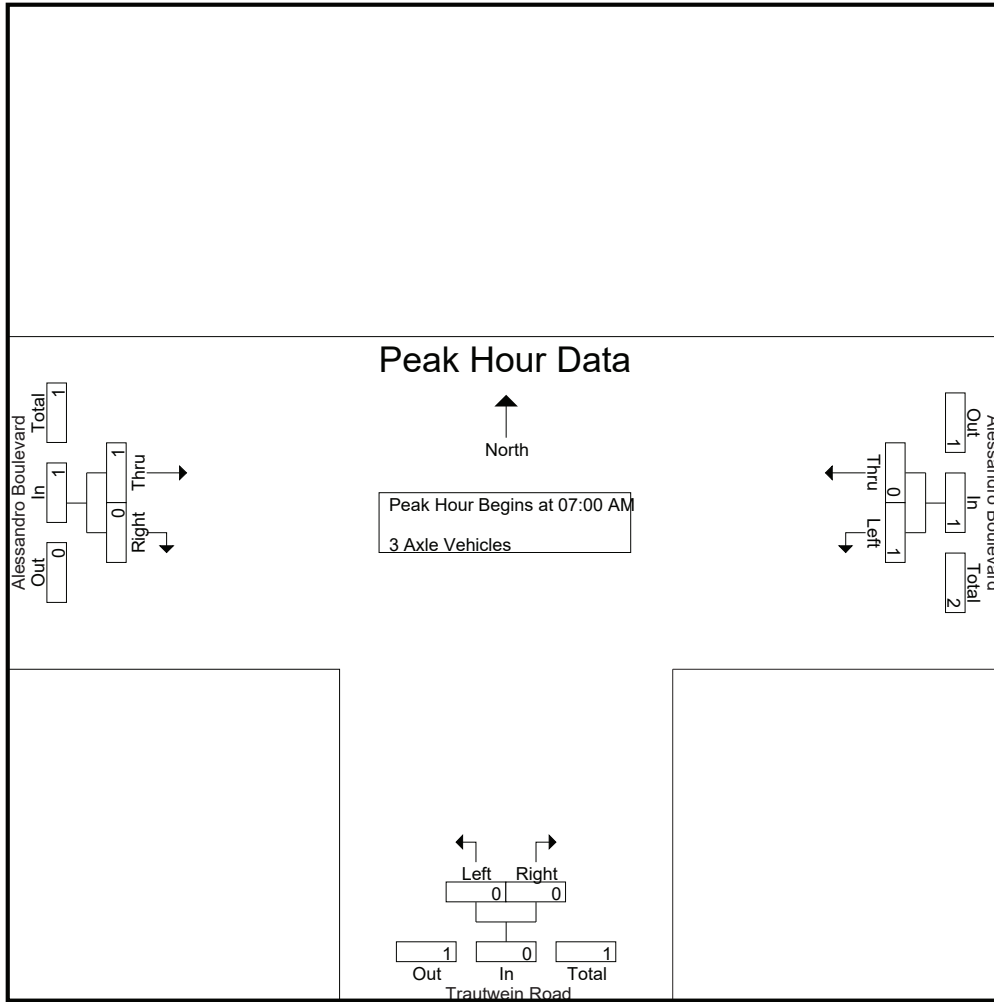 Peak Hour Data
North
Peak Hour Begins at 07:00 AM
3 Axle Vehicles
Alessandro Boulevard
Out 0
In 1
Total 1
Right 0
Thru 1
Alessandro Boulevard
Out 1
In 1
Total 2
Thru 0
Left 1
Left Right
0 0
1 0 1
Out In Total
Trautwein Road